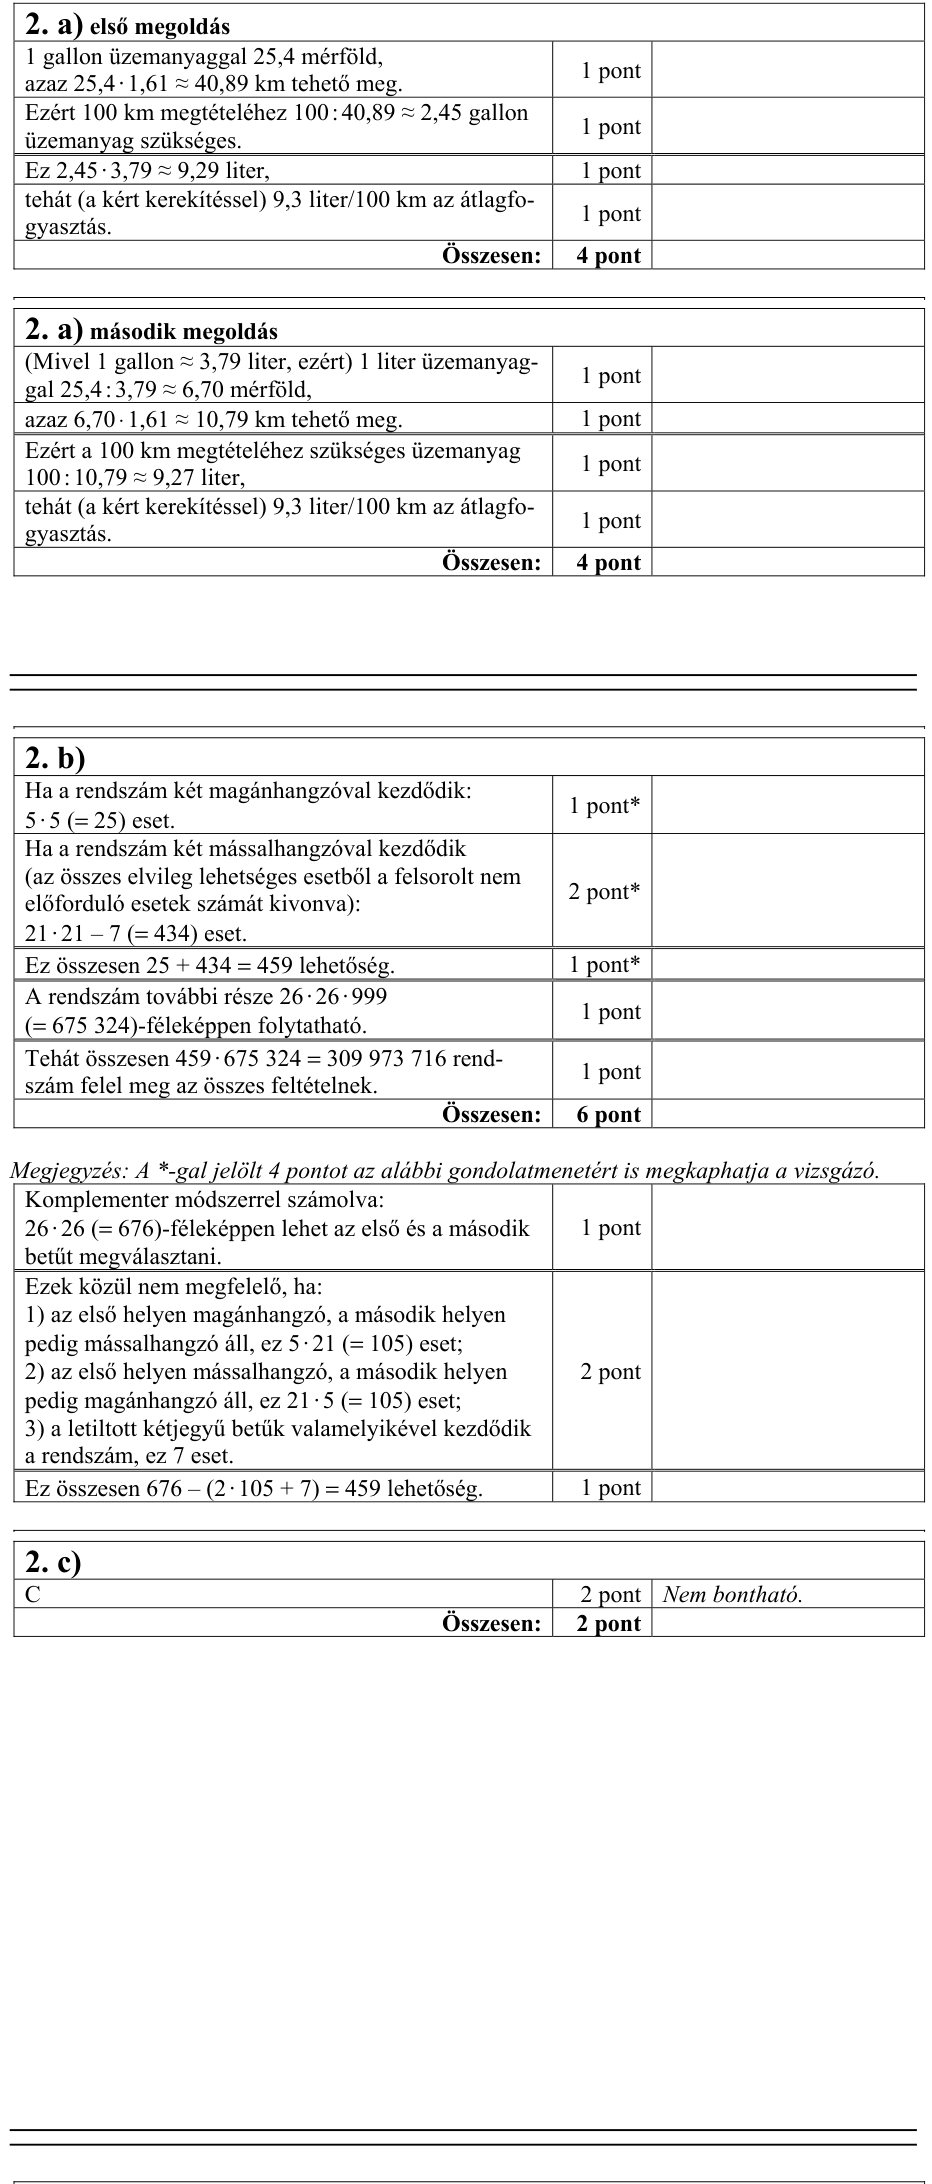 2. a) első megoldás
1 gallon üzemanyaggal 25,4 mérföld,
azaz 25,4 · 1,61 ≈ 40,89 km tehető meg.
1 pont
Ezért 100 km megtételéhez 100 : 40,89 ≈ 2,45 gallon
üzemanyag szükséges.
1 pont
Ez 2,45 · 3,79 ≈ 9,29 liter,
1 pont
tehát (a kért kerekítéssel) 9,3 liter/100 km az átlagfo-
gyasztás.
1 pont
Összesen: 4 pont
2. a) második megoldás
(Mivel 1 gallon ≈ 3,79 liter, ezért) 1 liter üzemanyag-
gal 25,4 : 3,79 ≈ 6,70 mérföld,
1 pont
azaz 6,70 · 1,61 ≈ 10,79 km tehető meg.
1 pont
Ezért a 100 km megtételéhez szükséges üzemanyag
100 : 10,79 ≈ 9,27 liter,
1 pont
tehát (a kért kerekítéssel) 9,3 liter/100 km az átlagfo-
gyasztás.
1 pont
Összesen: 4 pont
2. b)
Ha a rendszám két magánhangzóval kezdődik:
5 · 5 (= 25) eset.
1 pont*
Ha a rendszám két mássalhangzóval kezdődik
(az összes elvileg lehetséges esetből a felsorolt nem
előforduló esetek számát kivonva):
21 · 21 – 7 (= 434) eset.
2 pont*
Ez összesen 25 + 434 = 459 lehetőség.
1 pont*
A rendszám további része 26 · 26 · 999
(= 675 324)-féleképpen folytatható.
1 pont
Tehát összesen 459 · 675 324 = 309 973 716 rend-
szám felel meg az összes feltételnek.
1 pont
Összesen: 6 pont
Megjegyzés: A *-gal jelölt 4 pontot az alábbi gondolatmenetért is megkaphatja a vizsgázó.
Komplementer módszerrel számolva:
26 · 26 (= 676)-féleképpen lehet az első és a második
betűt megválasztani.
1 pont
Ezek közül nem megfelelő, ha:
1) az első helyen magánhangzó, a második helyen
pedig mássalhangzó áll, ez 5 · 21 (= 105) eset;
2) az első helyen mássalhangzó, a második helyen
pedig magánhangzó áll, ez 21 · 5 (= 105) eset;
3) a letiltott kétjegyű betűk valamelyikével kezdődik
a rendszám, ez 7 eset.
2 pont
Ez összesen 676 – (2 · 105 + 7) = 459 lehetőség.
1 pont
2. c)
C
2 pont
Nem bontható.
Összesen: 2 pont